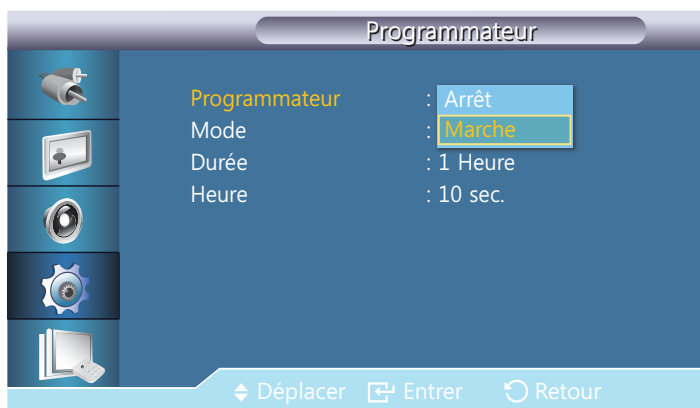 Programmateur
Programmateur : Arrêt
Mode : Marche
Durée : 1 Heure
Heure : 10 sec.
Déplacer Entrer Retour